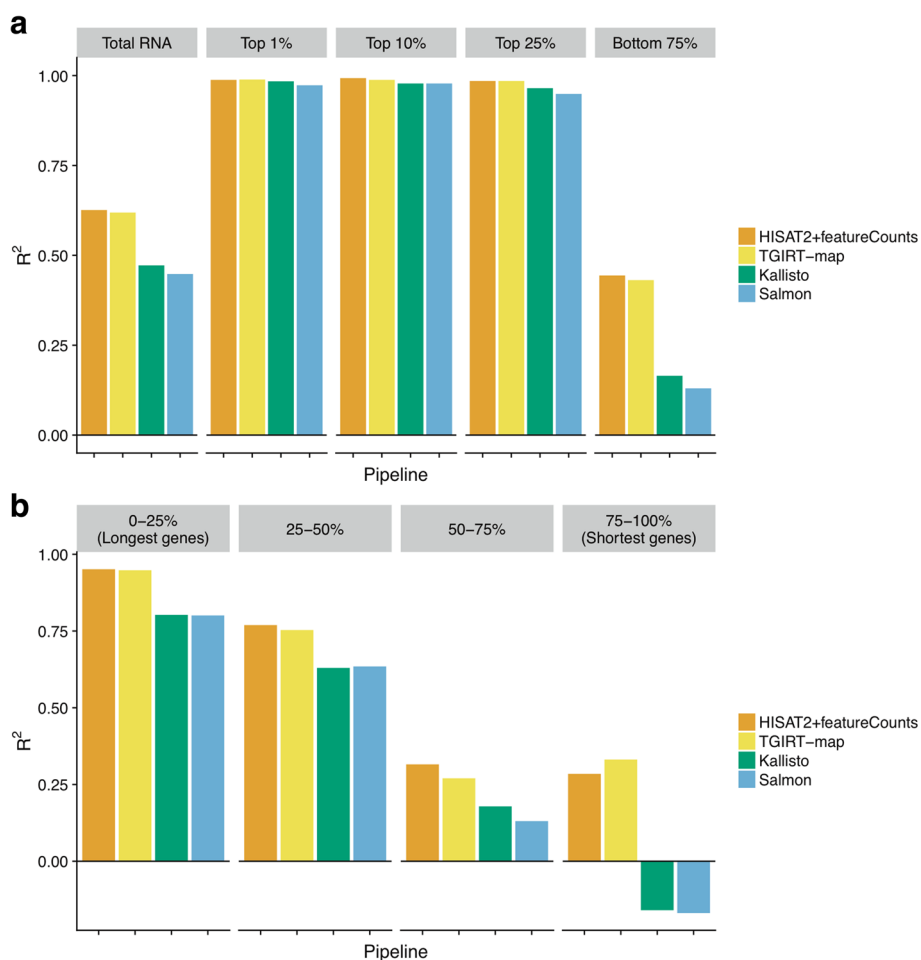 a
Total RNA
Top 1%
Top 10%
Top 25%
Bottom 75%
1.00
0.75
0.50
0.25
0.00
R²
Pipeline
HISAT2+featureCounts
TGIRT−map
Kallisto
Salmon
b
0−25%
(Longest genes)
25−50%
50−75%
75−100%
(Shortest genes)
1.00
0.75
0.50
0.25
0.00
R²
Pipeline
HISAT2+featureCounts
TGIRT−map
Kallisto
Salmon